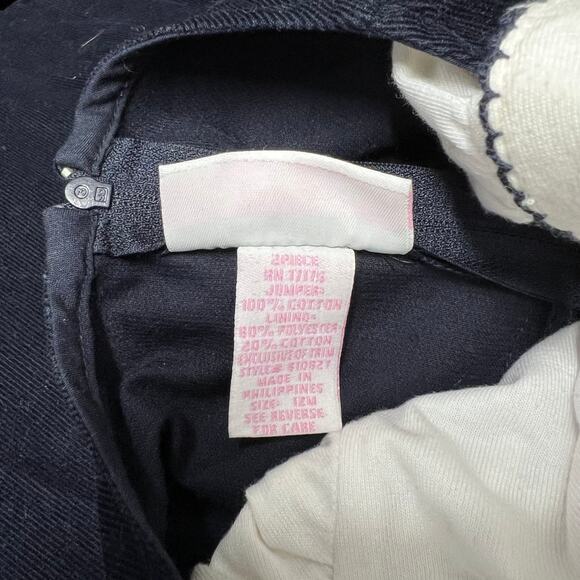 2PIECE
RN 17175
JUMPER:
100% COTTON
LINING:
80% POLYESTER
20% COTTON
EXCLUSIVE OF TRIM
STYLE# 610827
MADE IN
PHILIPPINES
SIZE: 12M
SEE REVERSE
FOR CARE